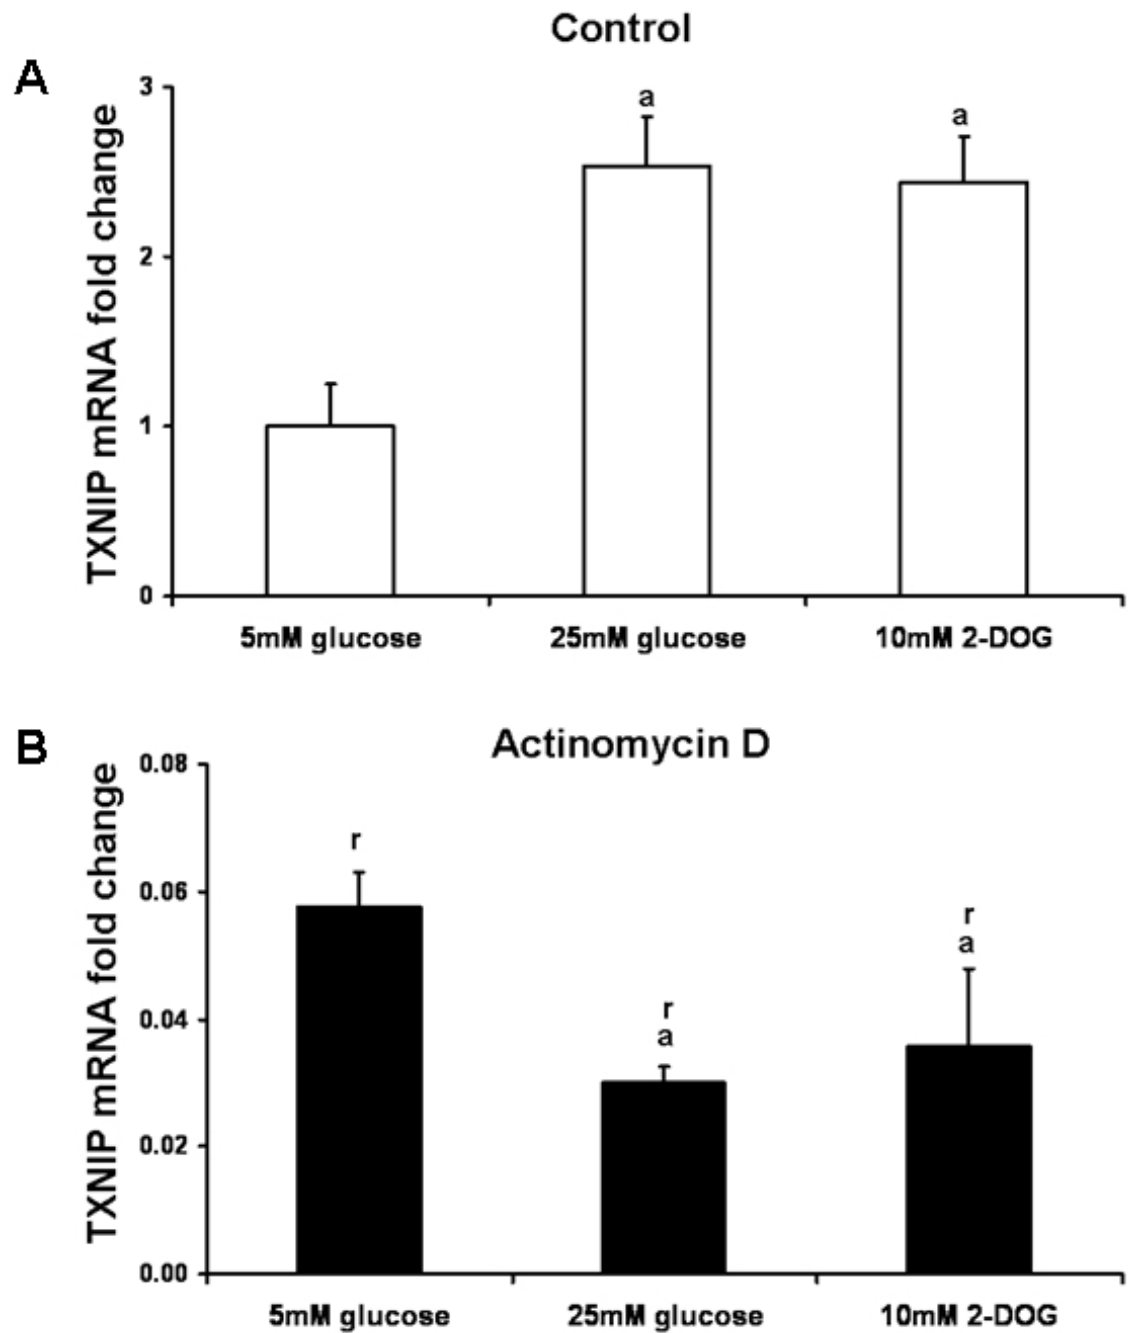 Control
A
TXNIP mRNA fold change
3
2
1
0
a
a
5mM glucose
25mM glucose
10mM 2-DOG
Actinomycin D
B
TXNIP mRNA fold change
0.08
0.06
0.04
0.02
0.00
r
r
a
r
a
5mM glucose
25mM glucose
10mM 2-DOG